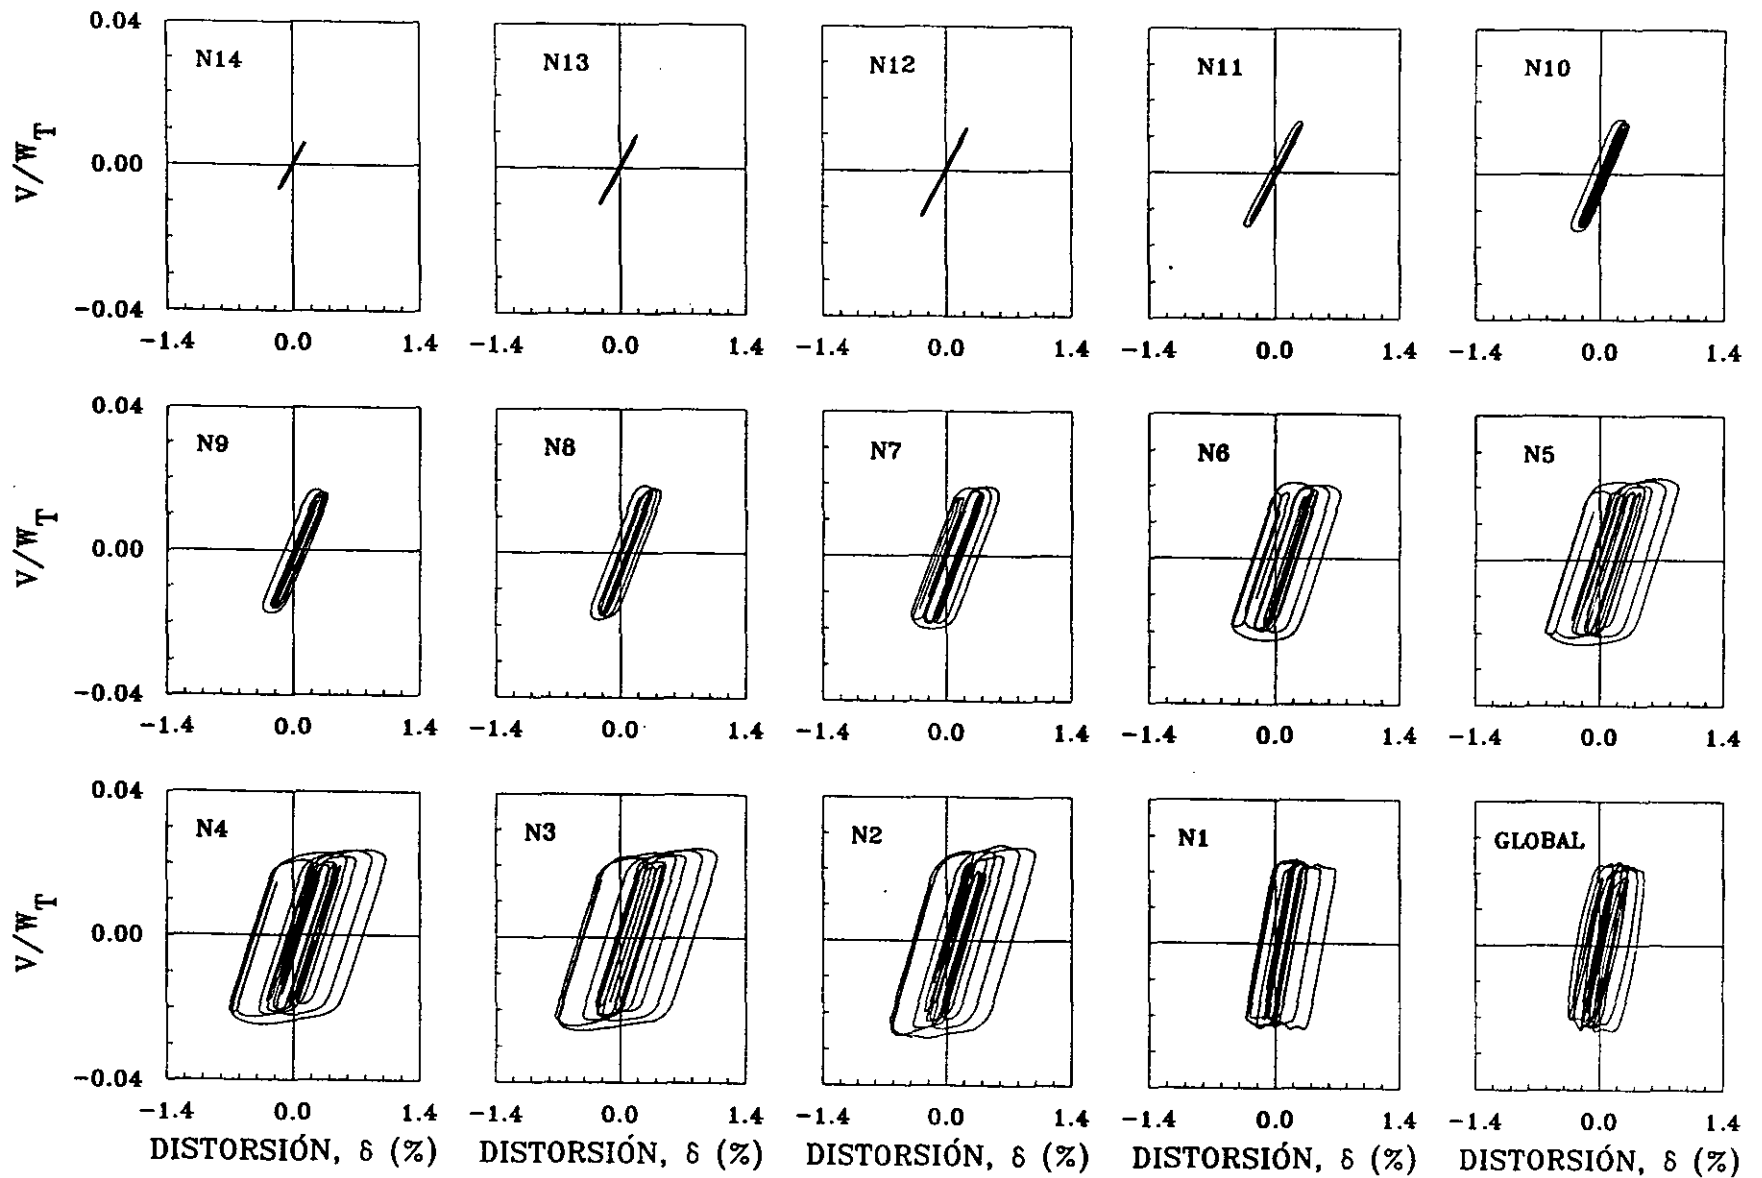 0.04
N14 N13 N12 N11 N10
V/W_T
0.00
-0.04
-1.4 0.0 1.4 -1.4 0.0 1.4 -1.4 0.0 1.4 -1.4 0.0 1.4 -1.4 0.0 1.4
0.04
N9 N8 N7 N6 N5
V/W_T
0.00
-0.04
-1.4 0.0 1.4 -1.4 0.0 1.4 -1.4 0.0 1.4 -1.4 0.0 1.4 -1.4 0.0 1.4
0.04
N4 N3 N2 N1 GLOBAL
V/W_T
0.00
-0.04
-1.4 0.0 1.4 -1.4 0.0 1.4 -1.4 0.0 1.4 -1.4 0.0 1.4 -1.4 0.0 1.4
DISTORSIÓN, δ (%) DISTORSIÓN, δ (%) DISTORSIÓN, δ (%) DISTORSIÓN, δ (%) DISTORSIÓN, δ (%)